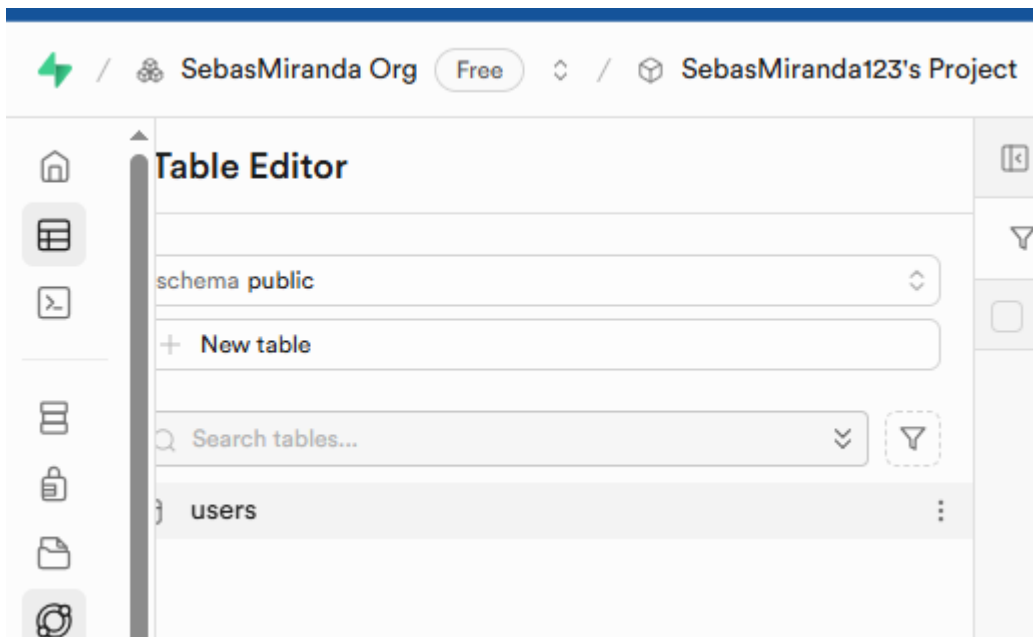 / SebasMiranda Org Free / SebasMiranda123's Project
Table Editor
schema public
+ New table
Search tables...
users